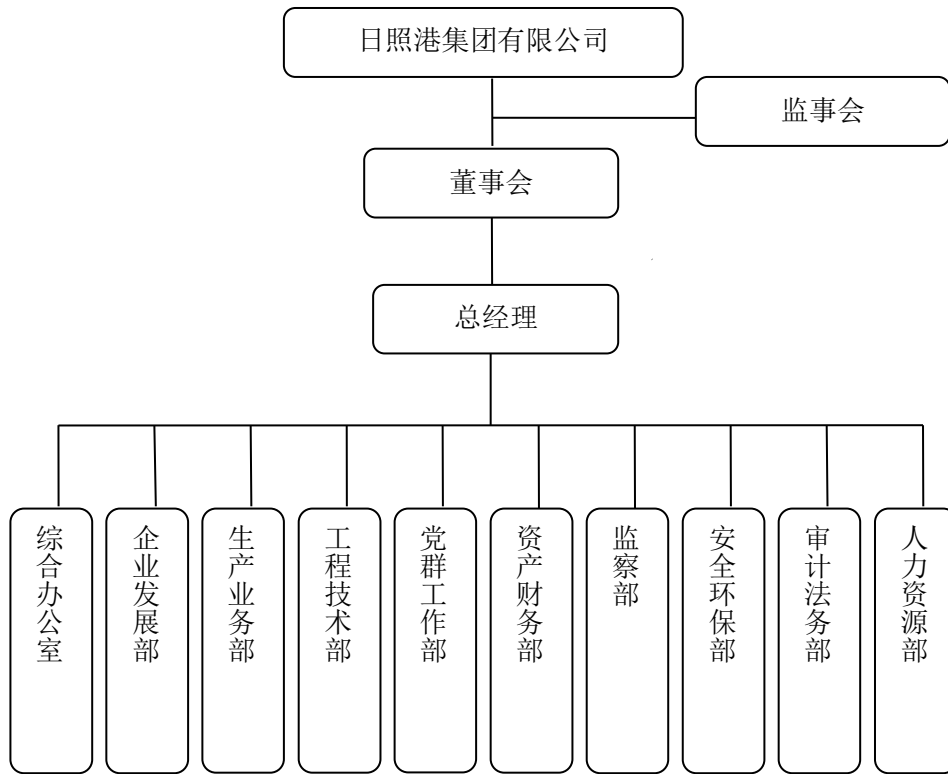 日照港集团有限公司
监事会
董事会
总经理
综合办公室
企业发展部
生产业务部
工程技术部
党群工作部
资产财务部
监察部
安全环保部
审计法务部
人力资源部